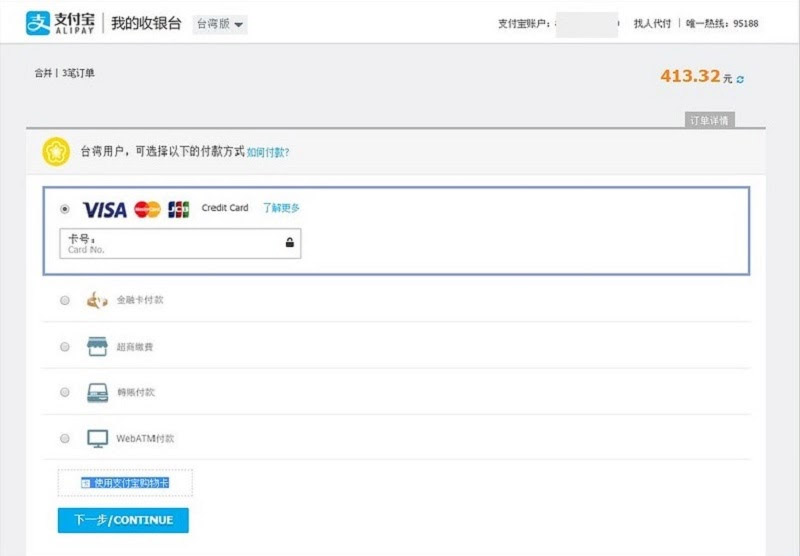 支付宝 我的收银台 台湾版 支付宝账户： 找人代付 | 唯一热线：95188
ALIPAY
合并 | 3笔订单 413.32 元
订单详情
台湾用户，可选择以下的付款方式 如何付款?
VISA MasterCard JCB Credit Card 了解更多
卡号：
Card No.
金融卡付款
超商缴費
轉賬付款
WebATM付款
使用支付宝购物卡
下一步/CONTINUE